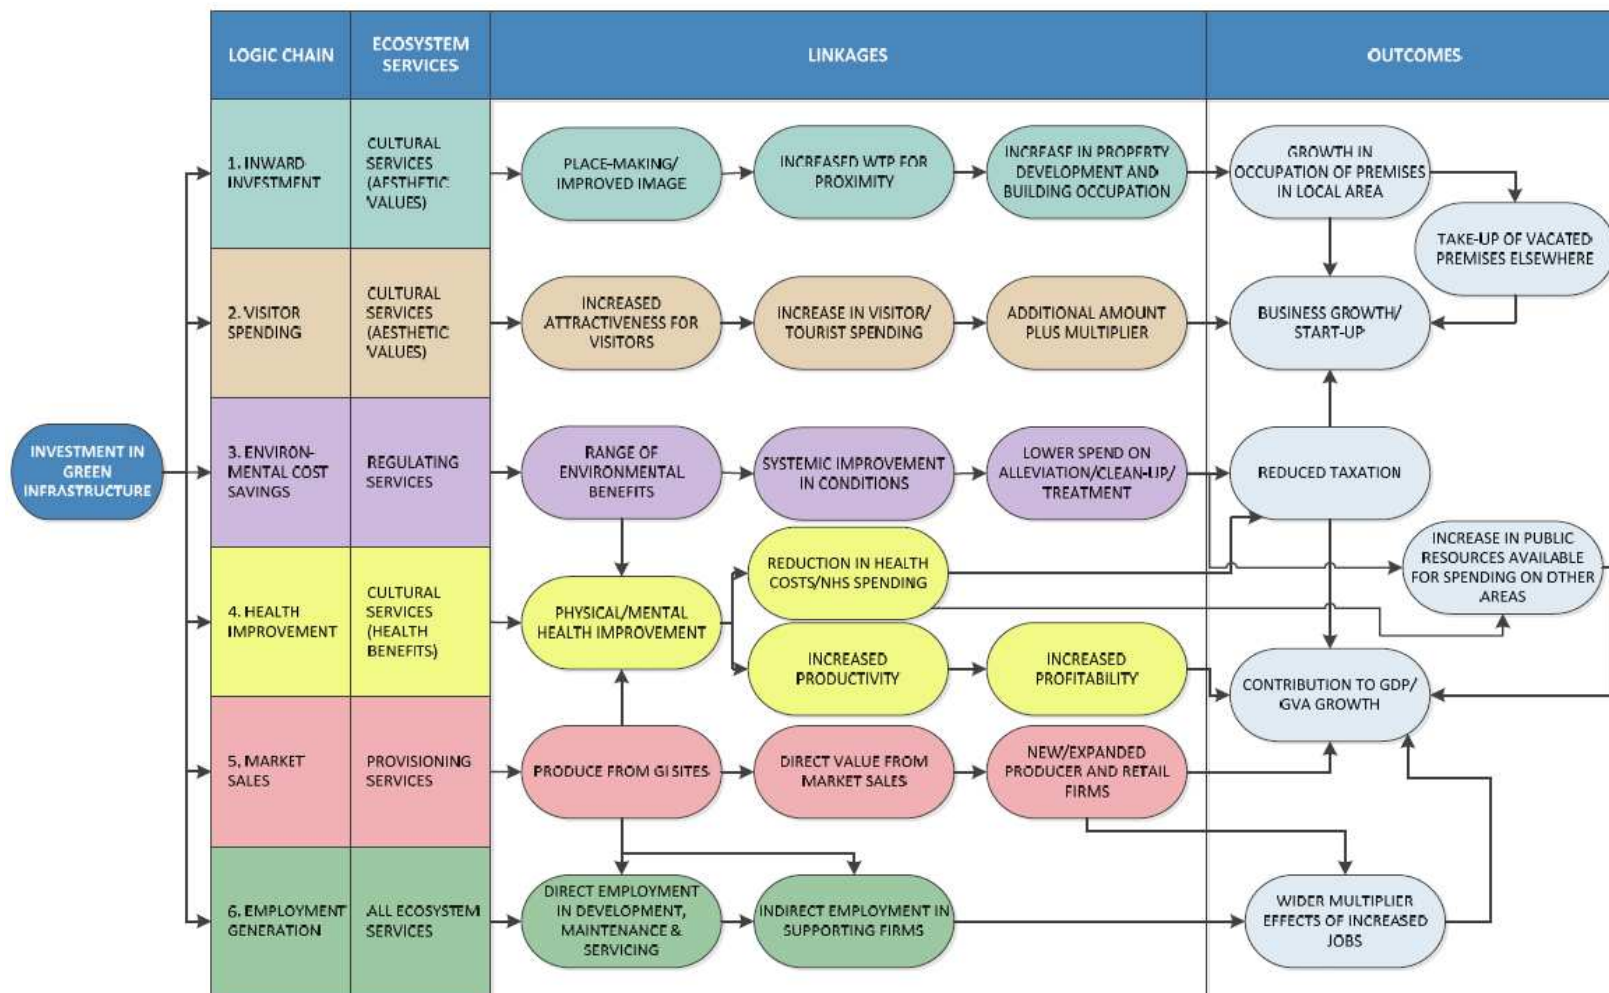 LOGIC CHAIN
ECOSYSTEM
SERVICES
LINKAGES
OUTCOMES
INVESTMENT IN
GREEN
INFRASTRUCTURE
1. INWARD
INVESTMENT
CULTURAL
SERVICES
(AESTHETIC
VALUES)
PLACE-MAKING/
IMPROVED IMAGE
INCREASED WTP FOR
PROXIMITY
INCREASE IN PROPERTY
DEVELOPMENT AND
BUILDING OCCUPATION
GROWTH IN
OCCUPATION OF PREMISES
IN LOCAL AREA
TAKE-UP OF VACATED
PREMISES ELSEWHERE
2. VISITOR
SPENDING
CULTURAL
SERVICES
(AESTHETIC
VALUES)
INCREASED
ATTRACTIVENESS FOR
VISITORS
INCREASE IN VISITOR/
TOURIST SPENDING
ADDITIONAL AMOUNT
PLUS MULTIPLIER
BUSINESS GROWTH/
START-UP
3. ENVIRON-
MENTAL COST
SAVINGS
REGULATING
SERVICES
RANGE OF
ENVIRONMENTAL
BENEFITS
SYSTEMIC IMPROVEMENT
IN CONDITIONS
LOWER SPEND ON
ALLEVIATION/CLEAN-UP/
TREATMENT
REDUCED TAXATION
INCREASE IN PUBLIC
RESOURCES AVAILABLE
FOR SPENDING ON OTHER
AREAS
4. HEALTH
IMPROVEMENT
CULTURAL
SERVICES
(HEALTH
BENEFITS)
PHYSICAL/MENTAL
HEALTH IMPROVEMENT
REDUCTION IN HEALTH
COSTS/NHS SPENDING
INCREASED
PRODUCTIVITY
INCREASED
PROFITABILITY
CONTRIBUTION TO GDP/
GVA GROWTH
5. MARKET
SALES
PROVISIONING
SERVICES
PRODUCE FROM GI SITES
DIRECT VALUE FROM
MARKET SALES
NEW/EXPANDED
PRODUCER AND RETAIL
FIRMS
6. EMPLOYMENT
GENERATION
ALL ECOSYSTEM
SERVICES
DIRECT EMPLOYMENT
IN DEVELOPMENT,
MAINTENANCE &
SERVICING
INDIRECT EMPLOYMENT IN
SUPPORTING FIRMS
WIDER MULTIPLIER
EFFECTS OF INCREASED
JOBS